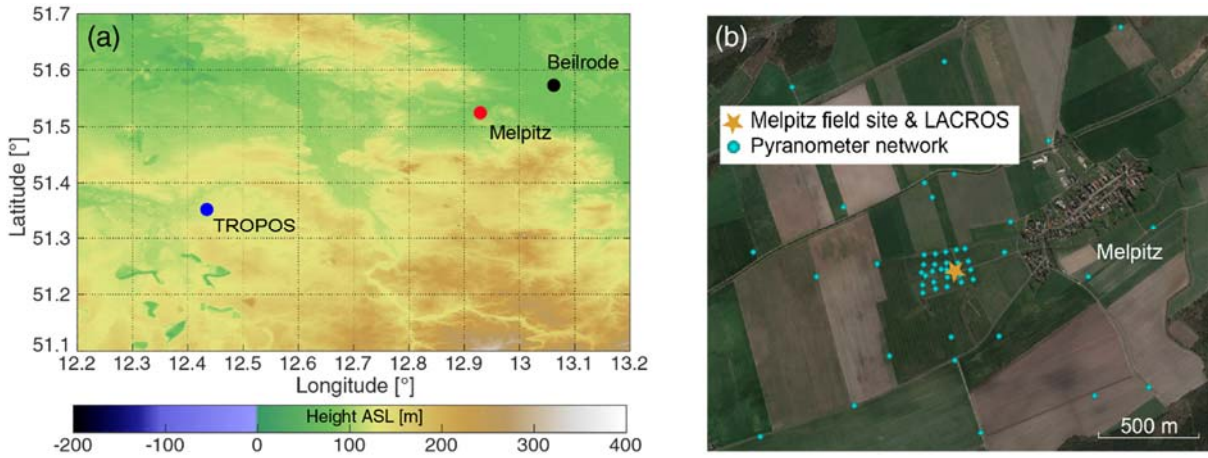 (a)
51.7
51.6
51.5
51.4
51.3
51.2
51.1
Latitude [°]
Beilrode
Melpitz
TROPOS
12.2 12.3 12.4 12.5 12.6 12.7 12.8 12.9 13 13.1 13.2
Longitude [°]
Height ASL [m]
-200 -100 0 100 200 300 400
(b)
Melpitz field site & LACROS
Pyranometer network
Melpitz
500 m